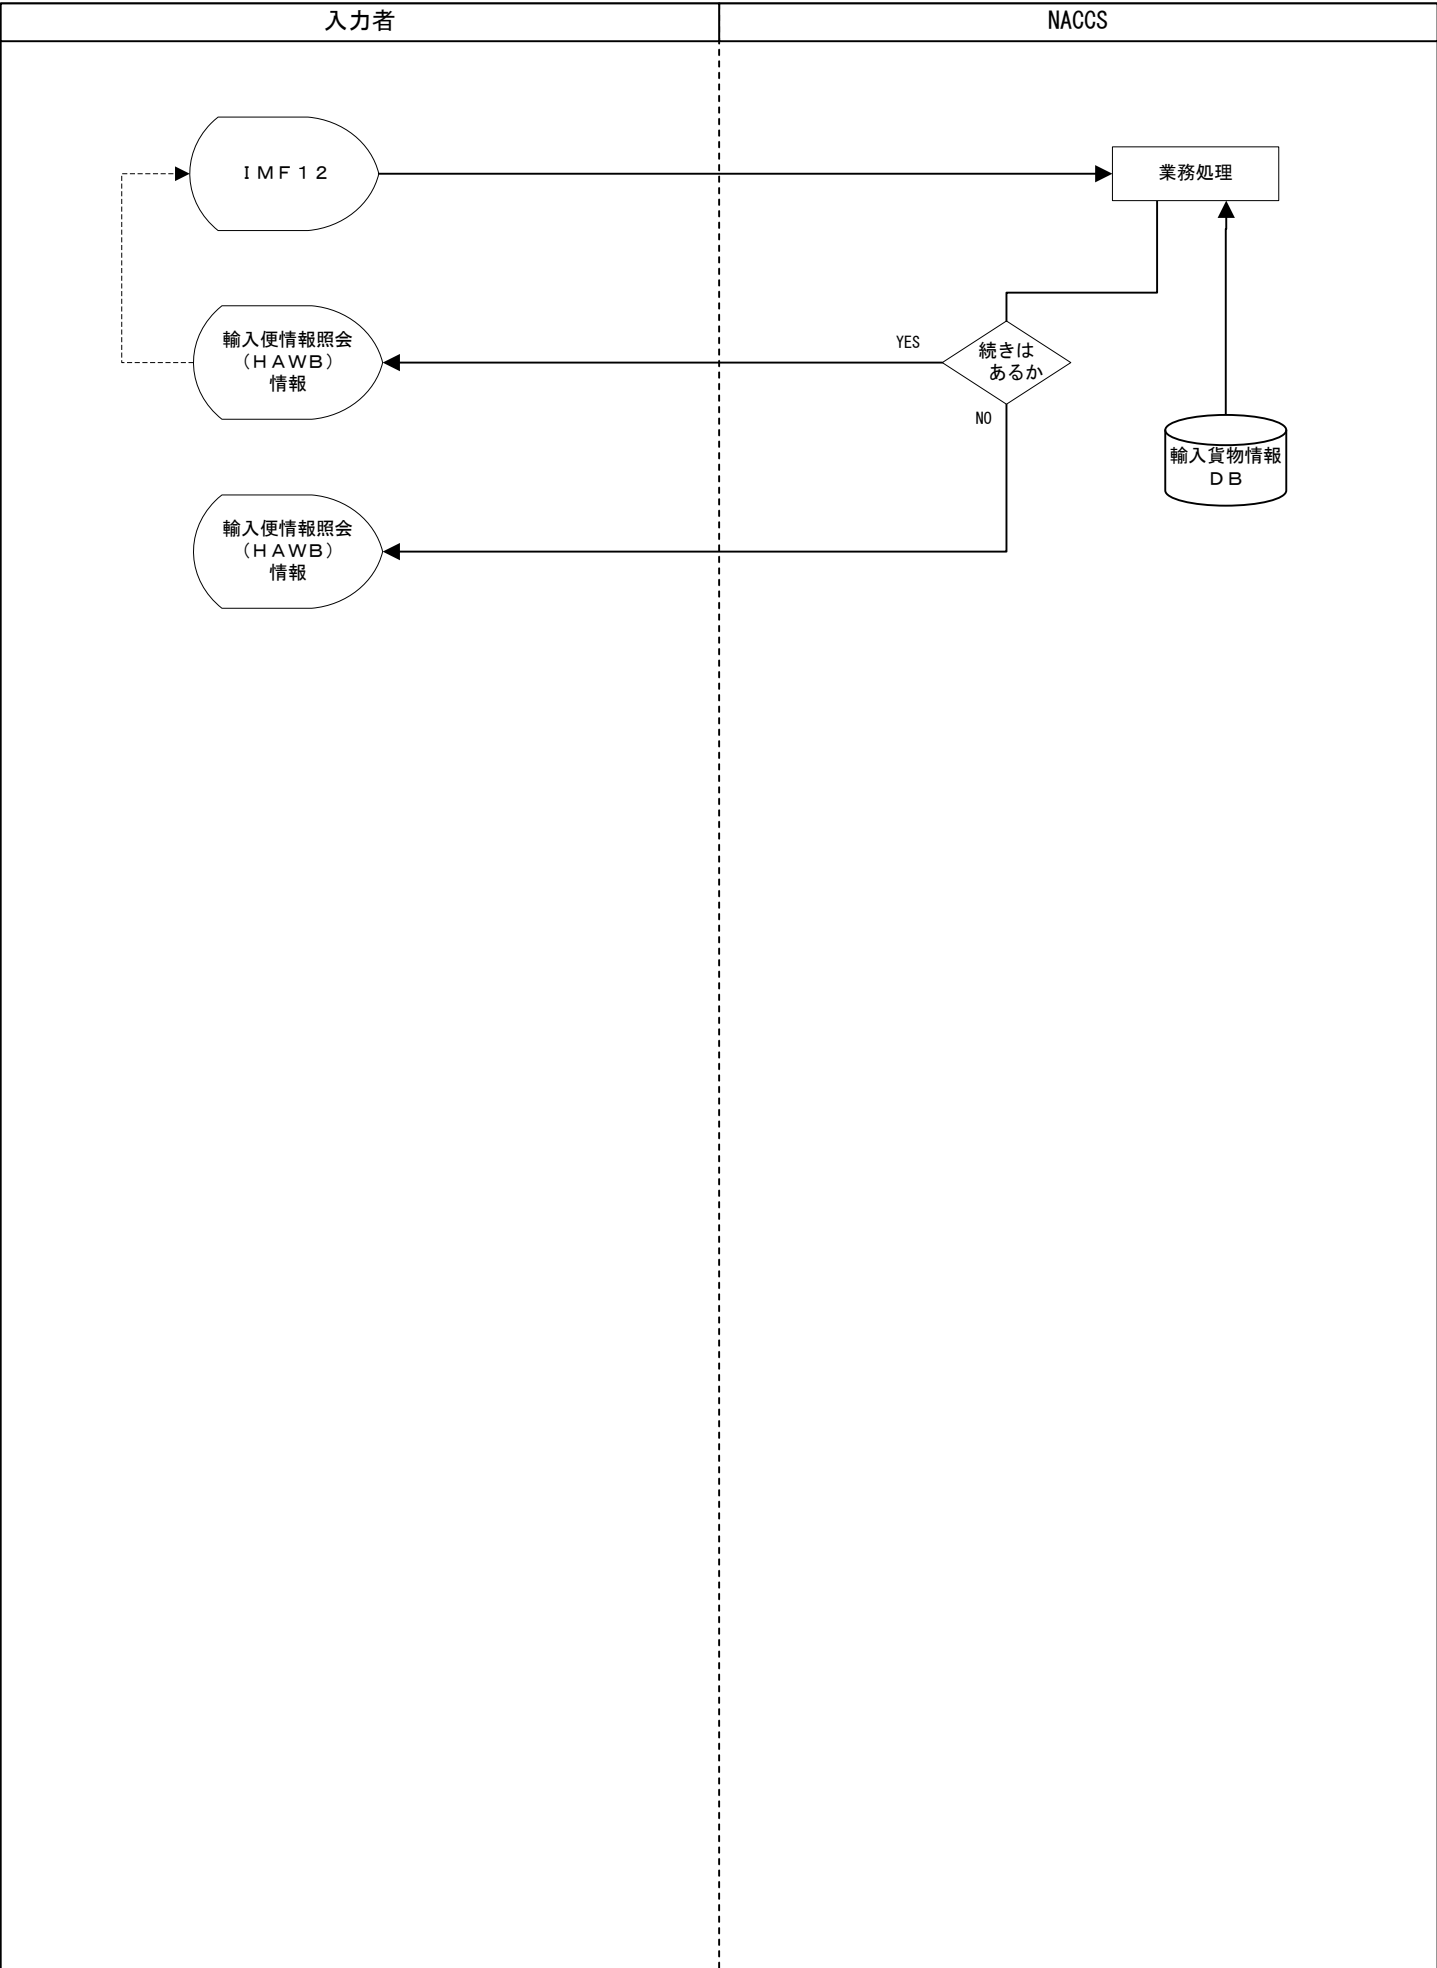 入力者
NACCS
ＩＭＦ１２
業務処理
輸入便情報照会
（ＨＡＷＢ）
情報
YES
続きは
あるか
NO
輸入貨物情報
ＤＢ
輸入便情報照会
（ＨＡＷＢ）
情報